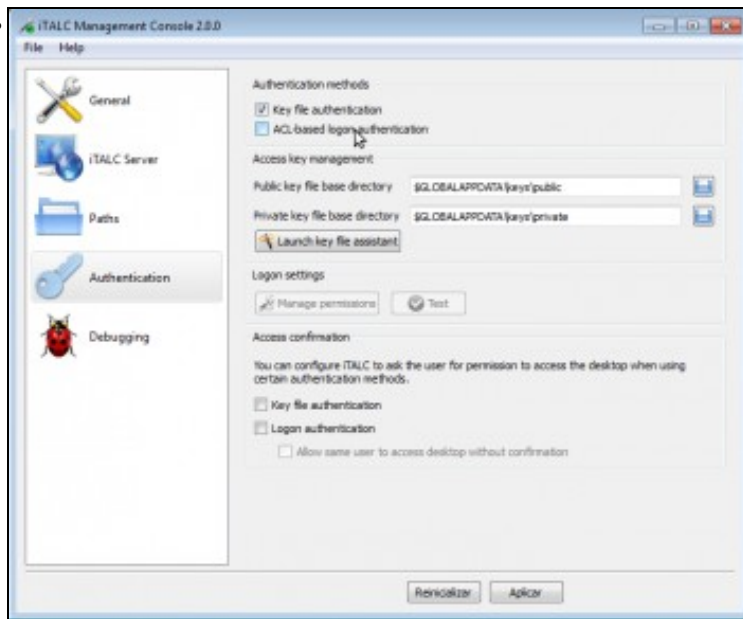 iTALC Management Console 2.0.0
File Help
General
iTALC Server
Paths
Authentication
Debugging
Authentication methods
Key file authentication
ACL-based logon authentication
Access key management
Public key file base directory $GLOBALAPPDATA\keys\public
Private key file base directory $GLOBALAPPDATA\keys\private
Launch key file assistant
Logon settings
Manage permissions Test
Access confirmation
You can configure iTALC to ask the user for permission to access the desktop when using
certain authentication methods.
Key file authentication
Logon authentication
Allow same user to access desktop without confirmation
Reinicializar Aplicar